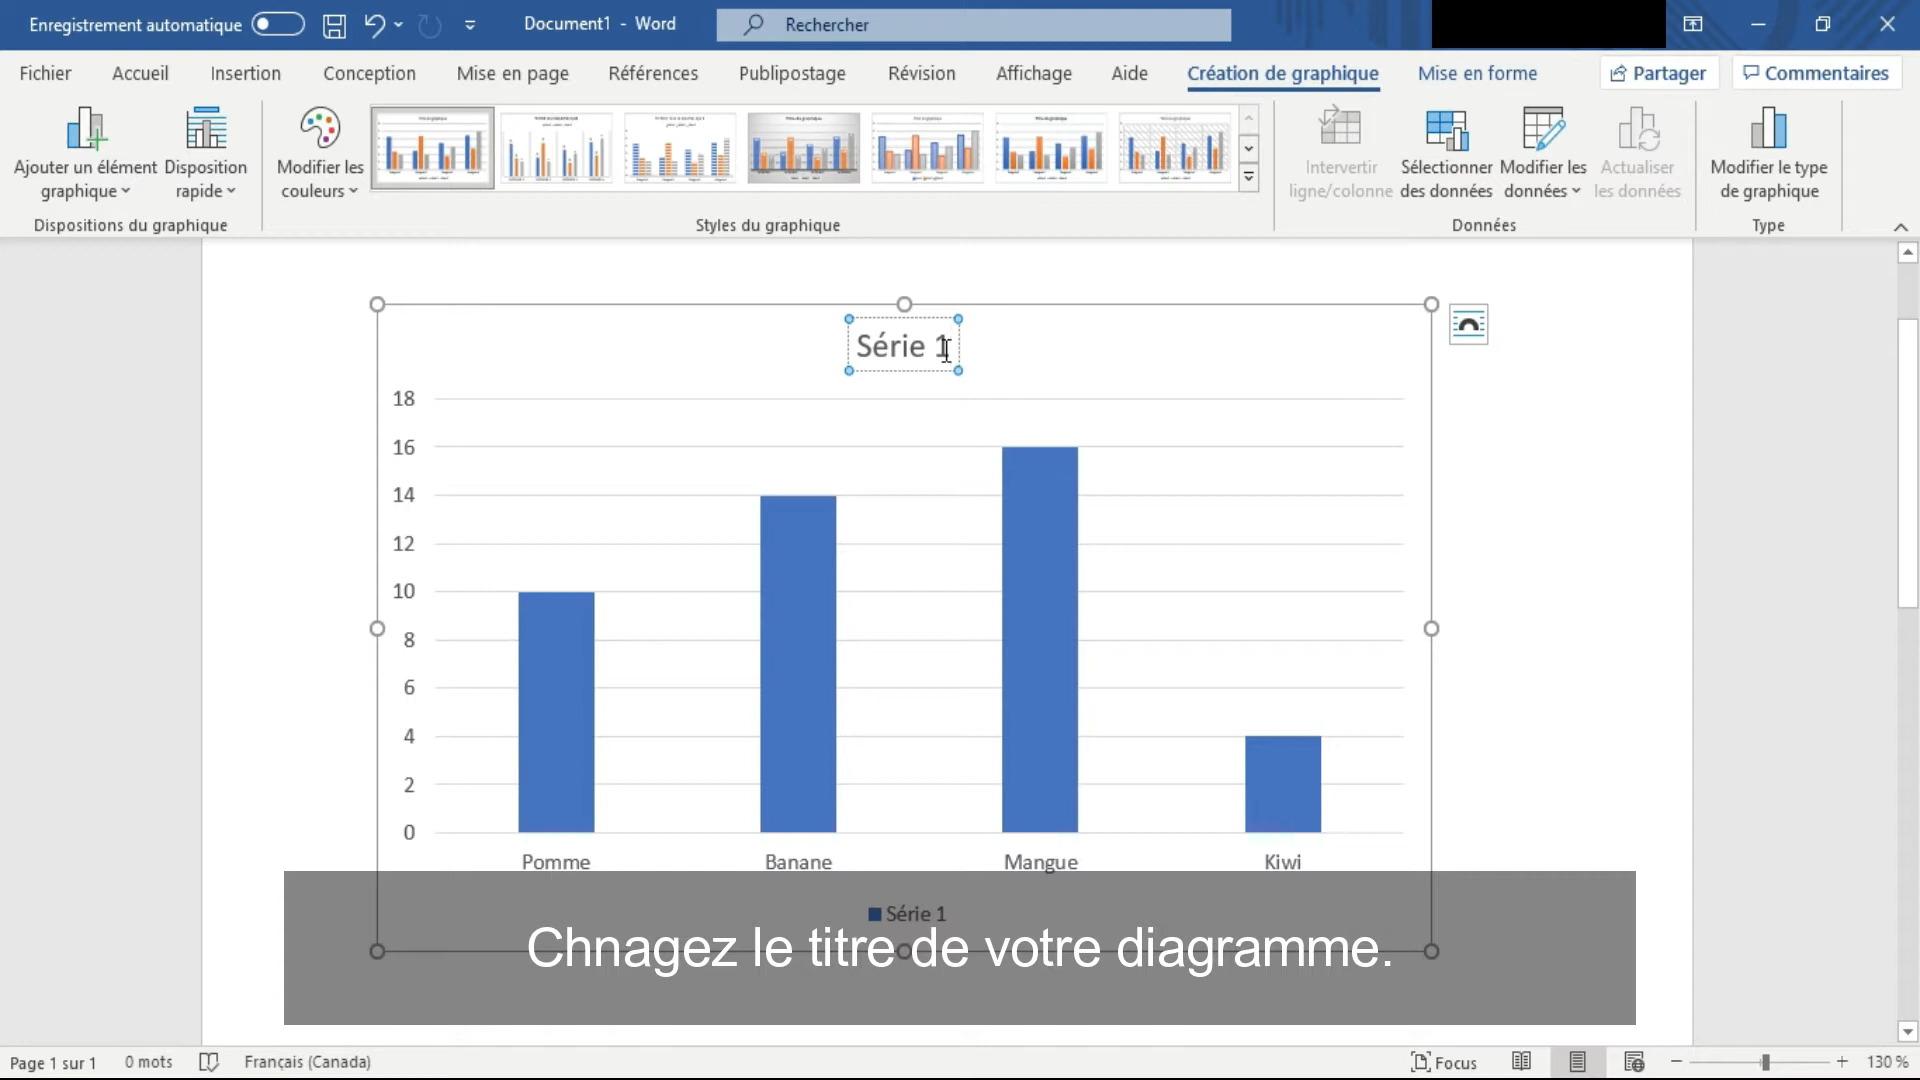 Enregistrement automatique
Document1 - Word
Rechercher
Fichier Accueil Insertion Conception Mise en page Références Publipostage Révision Affichage Aide Création de graphique Mise en forme Partager Commentaires
Ajouter un élément
graphique
Disposition
rapide
Modifier les
couleurs
Intervertir
ligne/colonne
Sélectionner
des données
Modifier les
données
Actualiser
les données
Modifier le type
de graphique
Dispositions du graphique Styles du graphique Données Type
Série 1
18
16
14
12
10
8
6
4
2
0
Pomme Banane Mangue Kiwi
Série 1
Chnagez le titre de votre diagramme.
Page 1 sur 1 0 mots Français (Canada) Focus 130 %